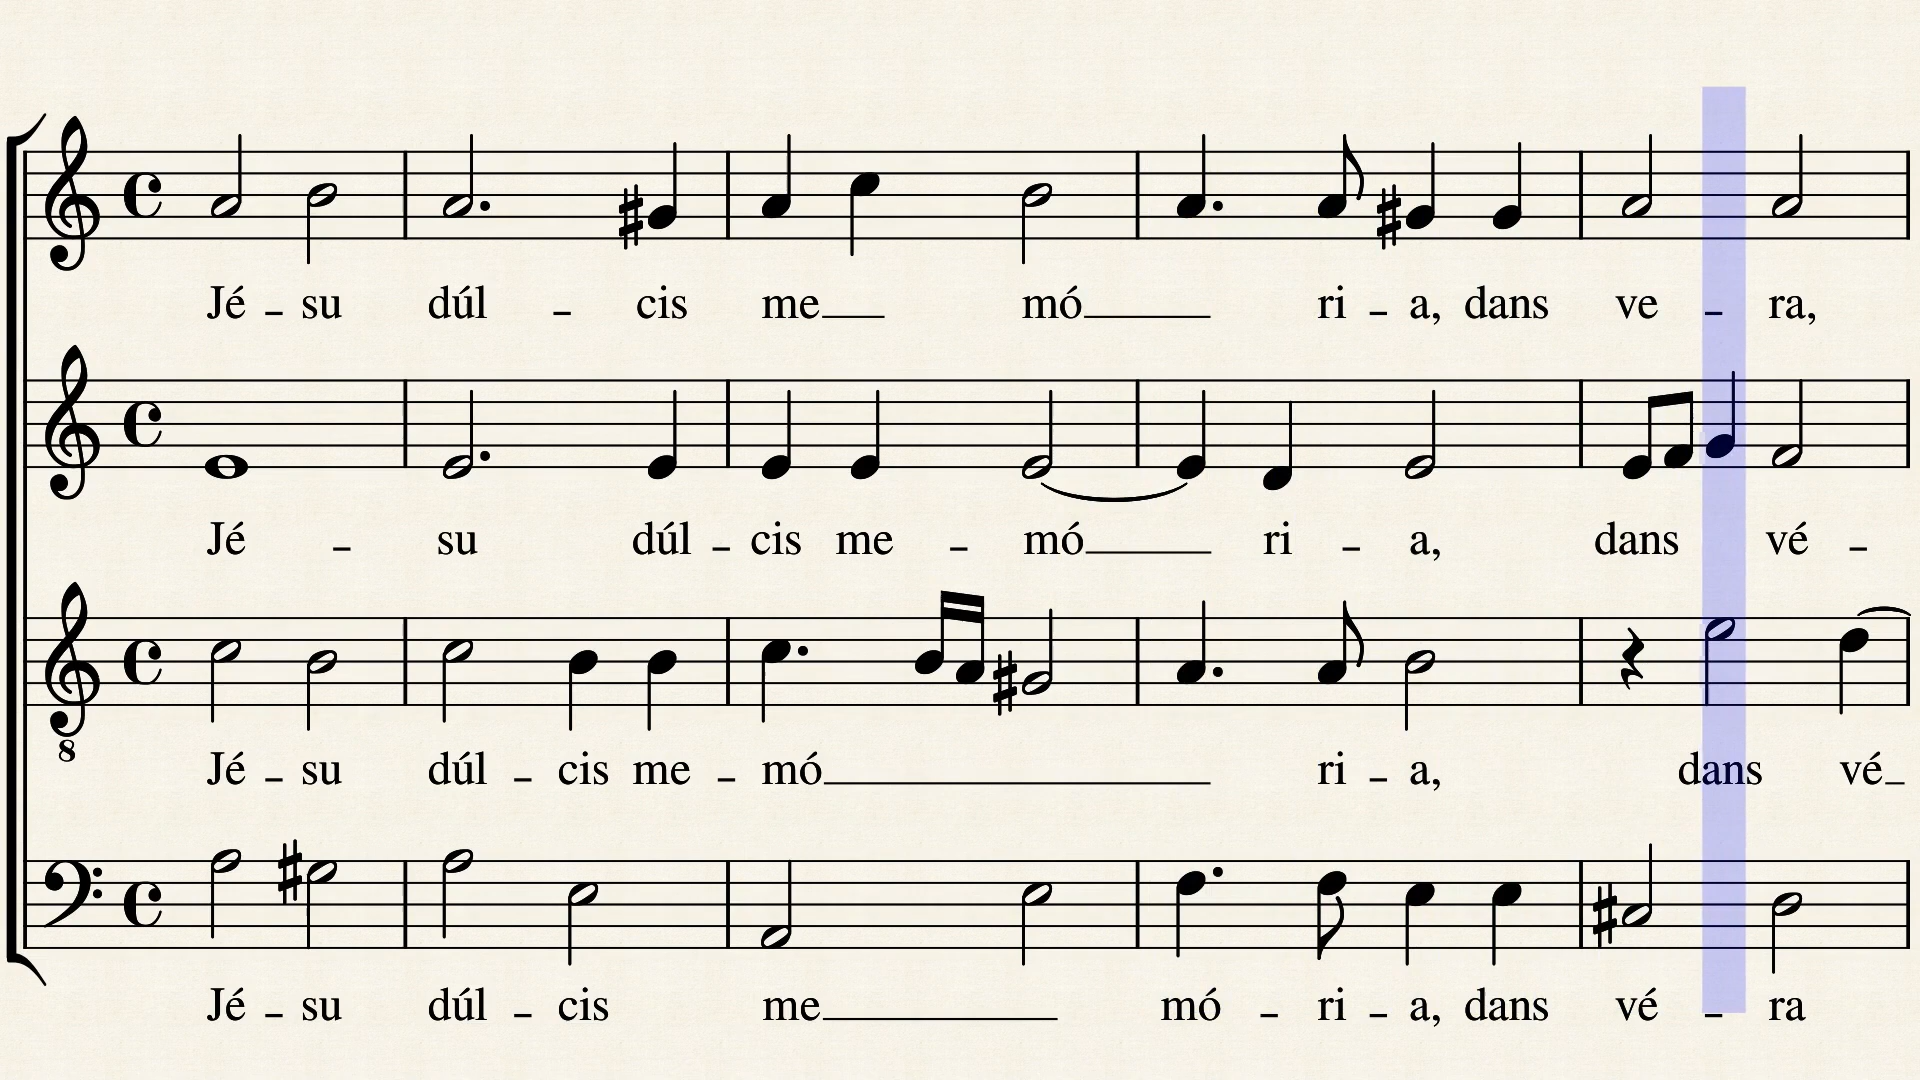 Jé - su dúl - cis me mó ri - a, dans ve - ra,
Jé - su dúl - cis me - mó ri - a, dans vé -
8
Jé - su dúl - cis me - mó ri - a, dans vé
Jé - su dúl - cis me mó - ri - a, dans vé - ra